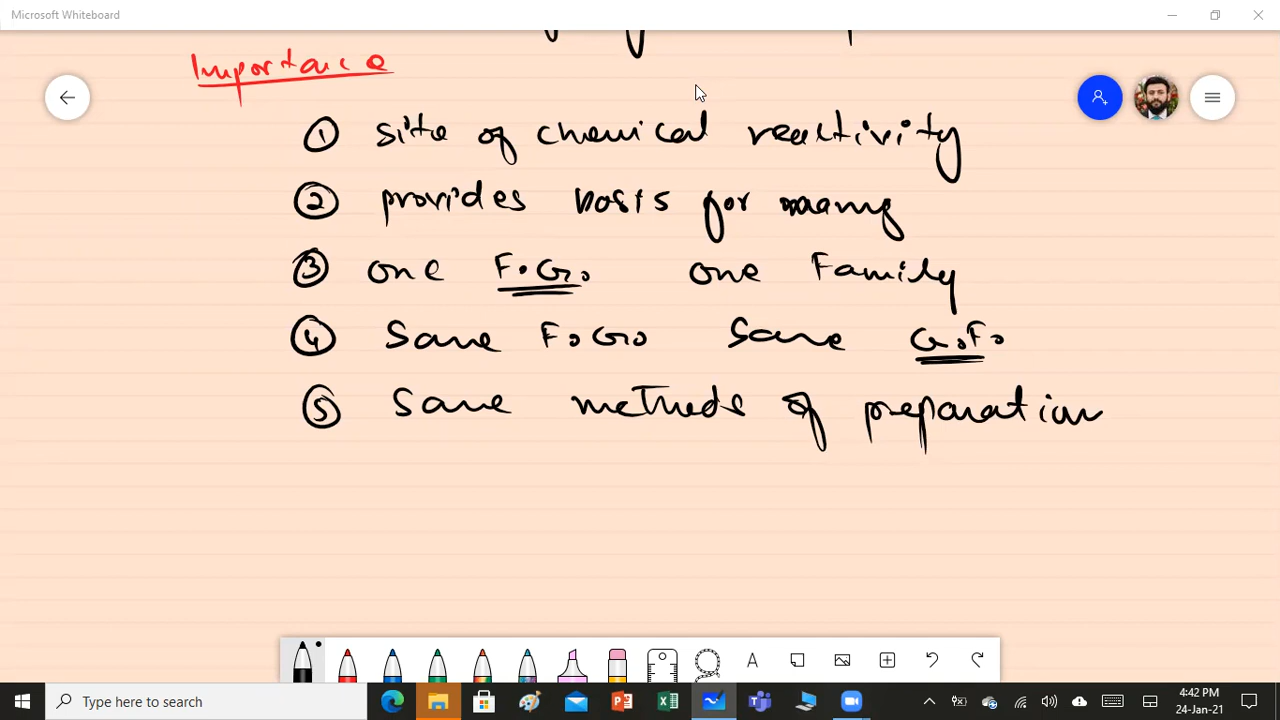 Microsoft Whiteboard
Importance
① site of chemical reactivity
② provides basis for
③ one F.G. one Family
④ Same F.G. Same G.F.
⑤ Same methods of preparation
Type here to search
4:42 PM
24-Jan-21